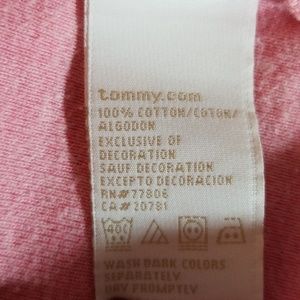 tommy.com
100% COTTON/COTON/
ALGODON
EXCLUSIVE OF
DECORATION
SAUF DECORATION
EXCEPTO DECORACION
RN#77806
CA#20781
40
WASH DARK COLORS
SEPARATELY
DRY PROMPTLY